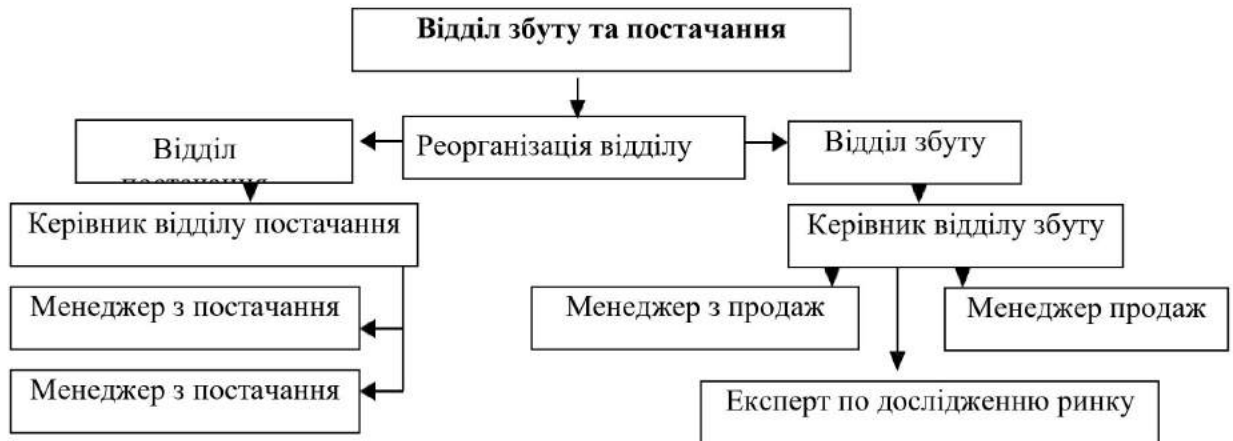 Відділ збуту та постачання
Реорганізація відділу
Відділ
Відділ збуту
Керівник відділу постачання
Керівник відділу збуту
Менеджер з постачання
Менеджер з продаж
Менеджер продаж
Менеджер з постачання
Експерт по дослідженню ринку